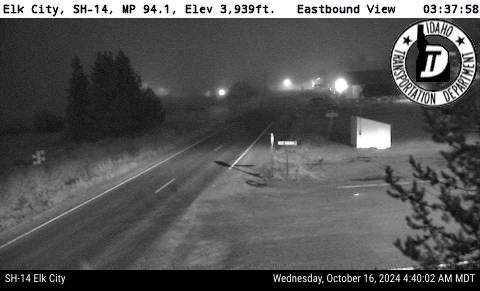 Elk City, SH-14, MP 94.1, Elev 3,939ft.   Eastbound View   03:37:58
IDAHO
TRANSPORTATION DEPARTMENT
SH-14 Elk City
Wednesday, October 16, 2024 4:40:02 AM MDT